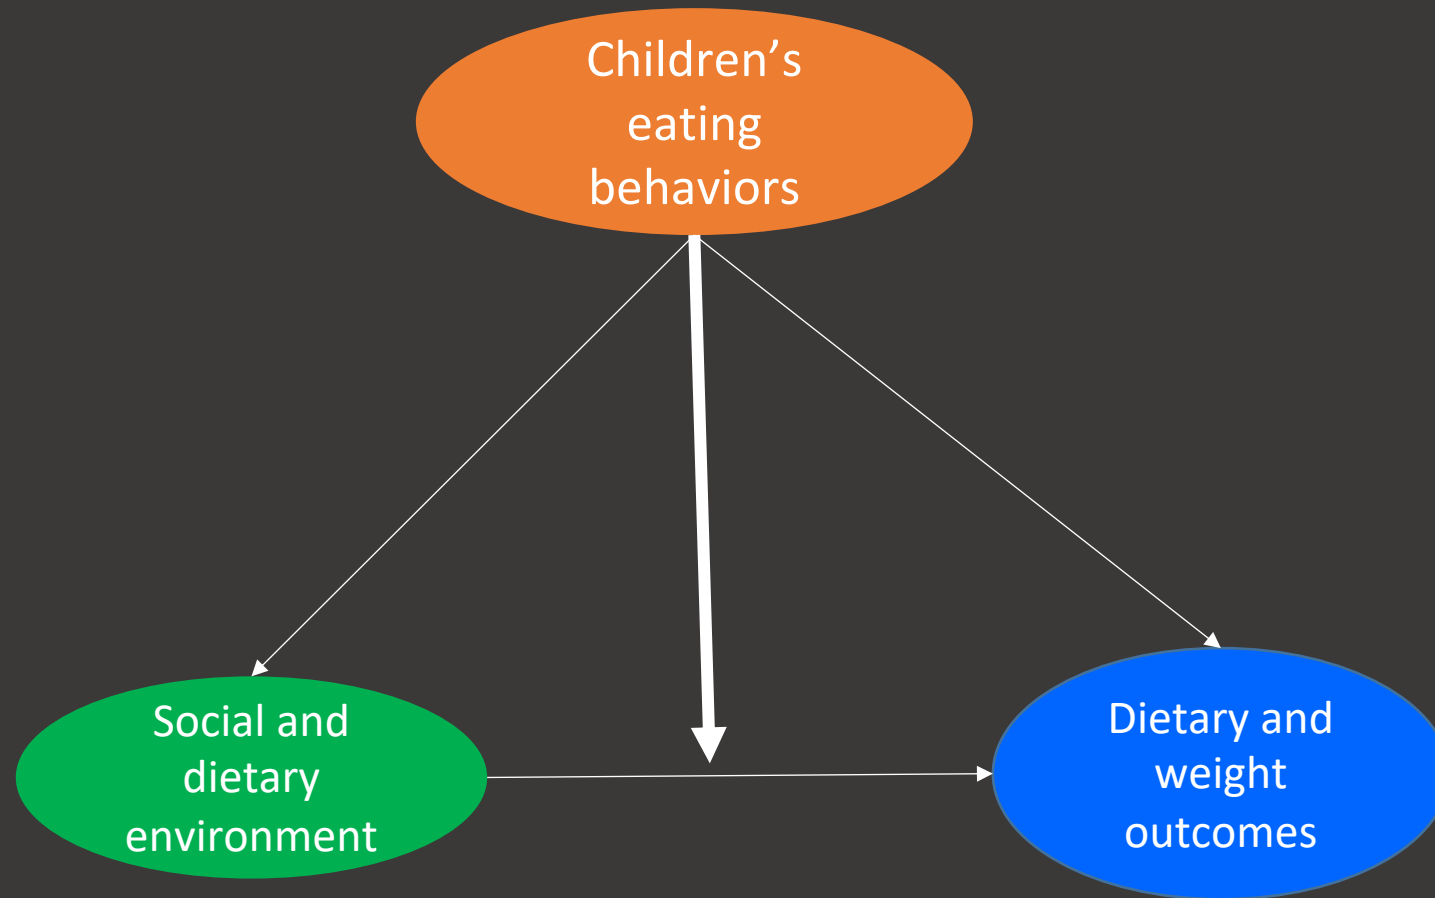 Children’s
eating
behaviors
Social and
dietary
environment
Dietary and
weight
outcomes